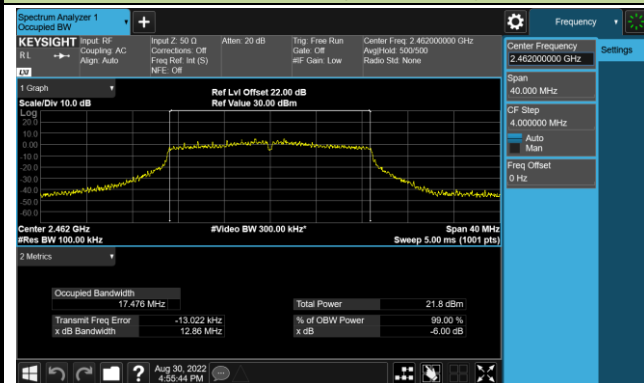 Spectrum Analyzer 1
Occupied BW
+
Frequency
KEYSIGHT
RL
LXI
Input: RF
Coupling: AC
Align: Auto
Input Z: 50 Ω
Corrections: Off
Freq Ref: Int (S)
NFE: Off
Atten: 20 dB
Trig: Free Run
Gate: Off
#IF Gain: Low
Center Freq: 2.462000000 GHz
Avg|Hold: 500/500
Radio Std: None
Center Frequency
2.462000000 GHz
Settings
Span
40.000 MHz
CF Step
4.000000 MHz
Auto
Man
Freq Offset
0 Hz
1 Graph
Scale/Div 10.0 dB
Ref Lvl Offset 22.00 dB
Ref Value 30.00 dBm
Log
20.0
10.0
0.00
-10.0
-20.0
-30.0
-40.0
-50.0
-60.0
Center 2.462 GHz
#Res BW 100.00 kHz
#Video BW 300.00 kHz*
Span 40 MHz
Sweep 5.00 ms (1001 pts)
2 Metrics
Occupied Bandwidth
17.476 MHz
Total Power 21.8 dBm
Transmit Freq Error -13.022 kHz
% of OBW Power 99.00 %
x dB Bandwidth 12.86 MHz
x dB -6.00 dB
?
Aug 30, 2022
4:55:44 PM